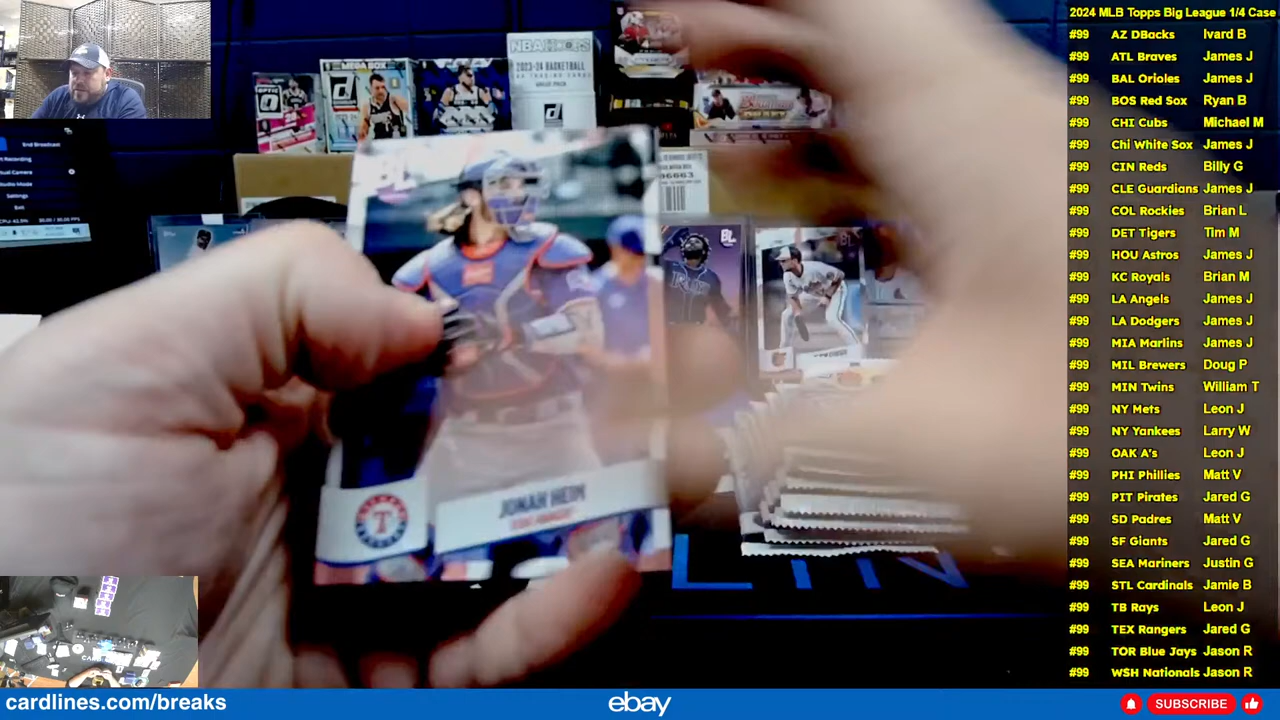 2024 MLB Topps Big League 1/4 Case
#99 AZ DBacks Ivard B
#99 ATL Braves James J
#99 BAL Orioles James J
#99 BOS Red Sox Ryan B
#99 CHI Cubs Michael M
#99 Chi White Sox James J
#99 CIN Reds Billy G
#99 CLE Guardians James J
#99 COL Rockies Brian L
#99 DET Tigers Tim M
#99 HOU Astros James J
#99 KC Royals Brian M
#99 LA Angels James J
#99 LA Dodgers James J
#99 MIA Marlins James J
#99 MIL Brewers Doug P
#99 MIN Twins William T
#99 NY Mets Leon J
#99 NY Yankees Larry W
#99 OAK A's Leon J
#99 PHI Phillies Matt V
#99 PIT Pirates Jared G
#99 SD Padres Matt V
#99 SF Giants Jared G
#99 SEA Mariners Justin G
#99 STL Cardinals Jamie B
#99 TB Rays Leon J
#99 TEX Rangers Jared G
#99 TOR Blue Jays Jason R
#99 WSH Nationals Jason R
End Broadcast
NBA HOOPS
2023-24 BASKETBALL
MEGA BOX
OPTIC
Bowman
BL
T
JONAH HEIM
cardlines.com/breaks
ebay
SUBSCRIBE